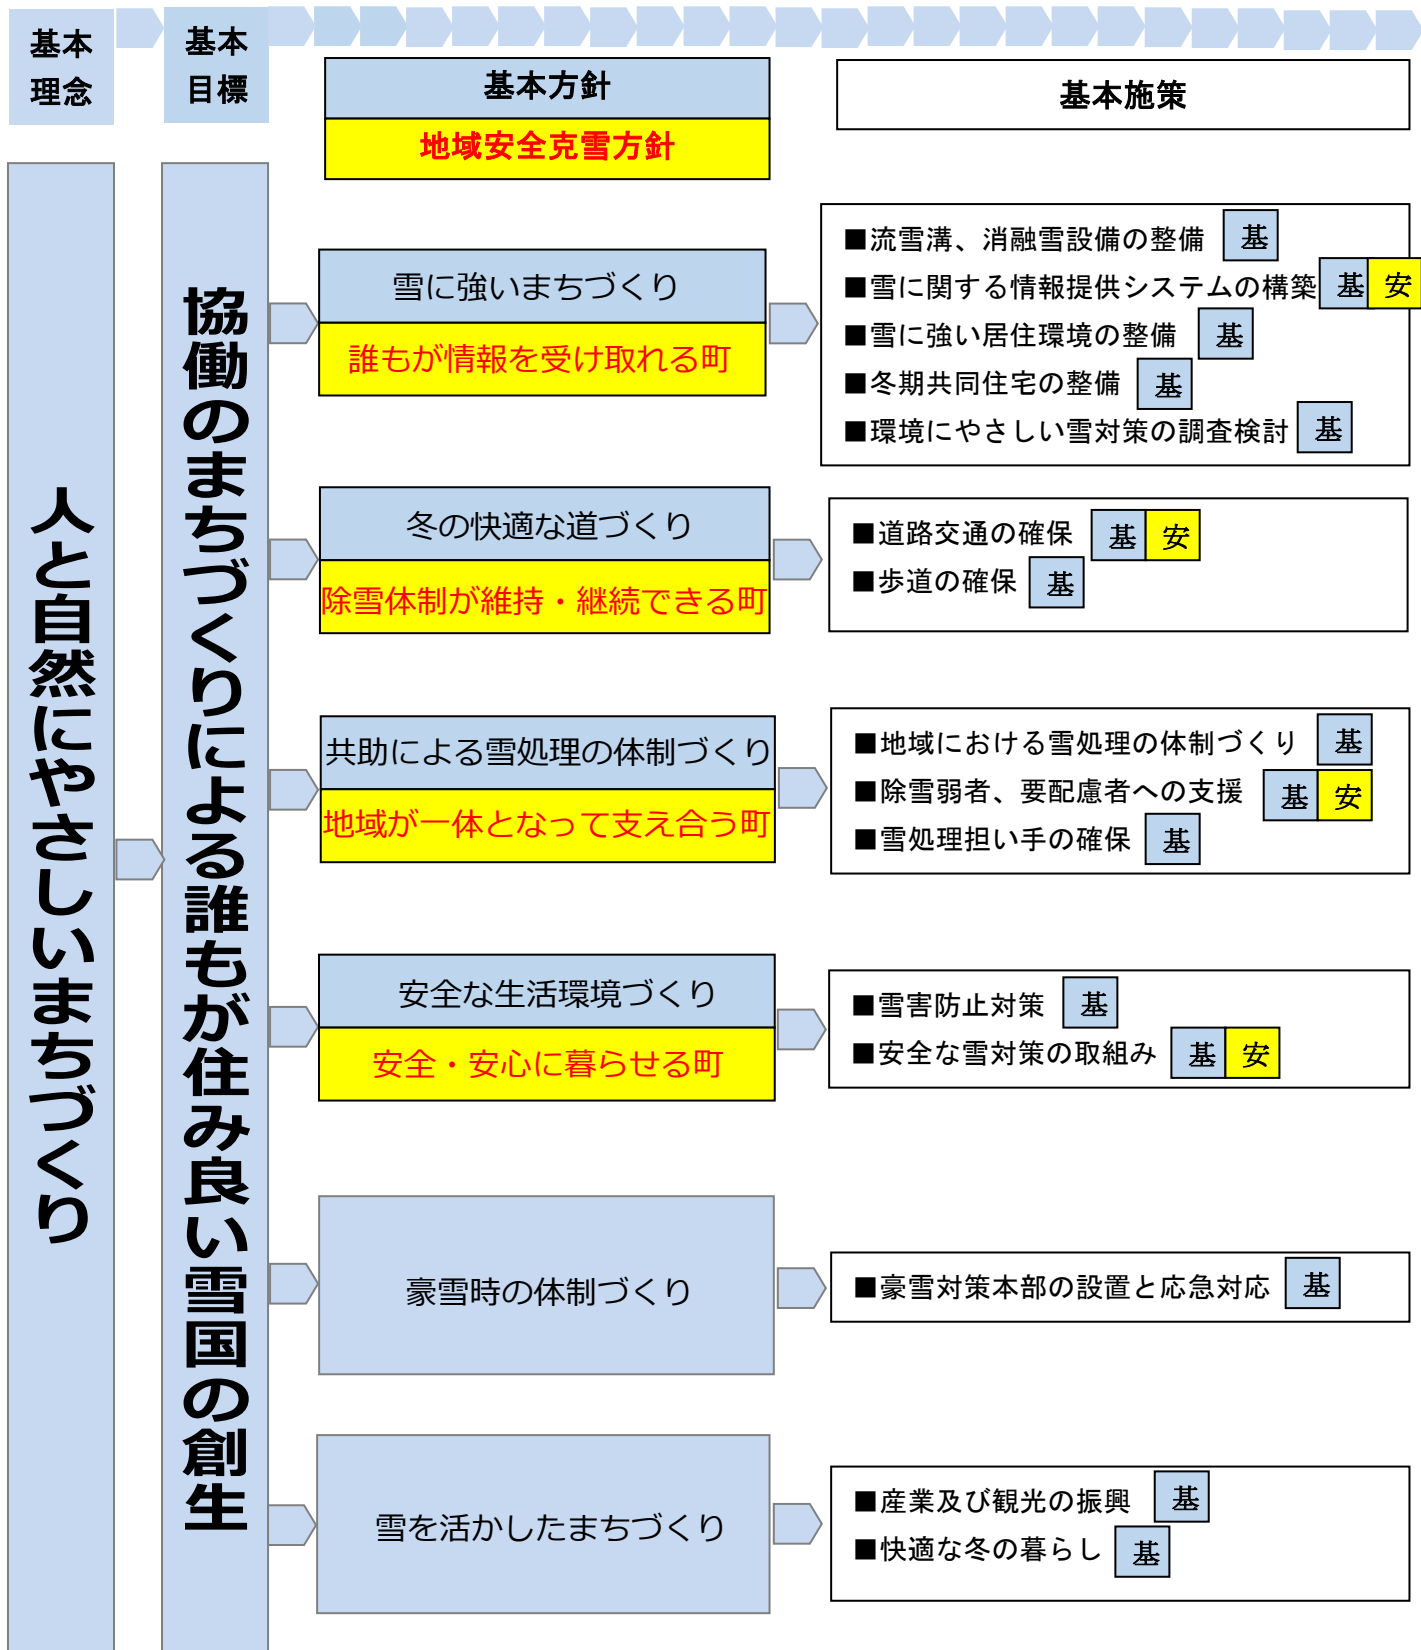 基本
理念
基本
目標
基本方針
地域安全克雪方針
基本施策
人と自然にやさしいまちづくり
協働のまちづくりによる誰もが住み良い雪国の創生
雪に強いまちづくり
誰もが情報を受け取れる町
■流雪溝、消融雪設備の整備 基
■雪に関する情報提供システムの構築 基 安
■雪に強い居住環境の整備 基
■冬期共同住宅の整備 基
■環境にやさしい雪対策の調査検討 基
冬の快適な道づくり
除雪体制が維持・継続できる町
■道路交通の確保 基 安
■歩道の確保 基
共助による雪処理の体制づくり
地域が一体となって支え合う町
■地域における雪処理の体制づくり 基
■除雪弱者、要配慮者への支援 基 安
■雪処理担い手の確保 基
安全な生活環境づくり
安全・安心に暮らせる町
■雪害防止対策 基
■安全な雪対策の取組み 基 安
豪雪時の体制づくり
■豪雪対策本部の設置と応急対応 基
雪を活かしたまちづくり
■産業及び観光の振興 基
■快適な冬の暮らし 基